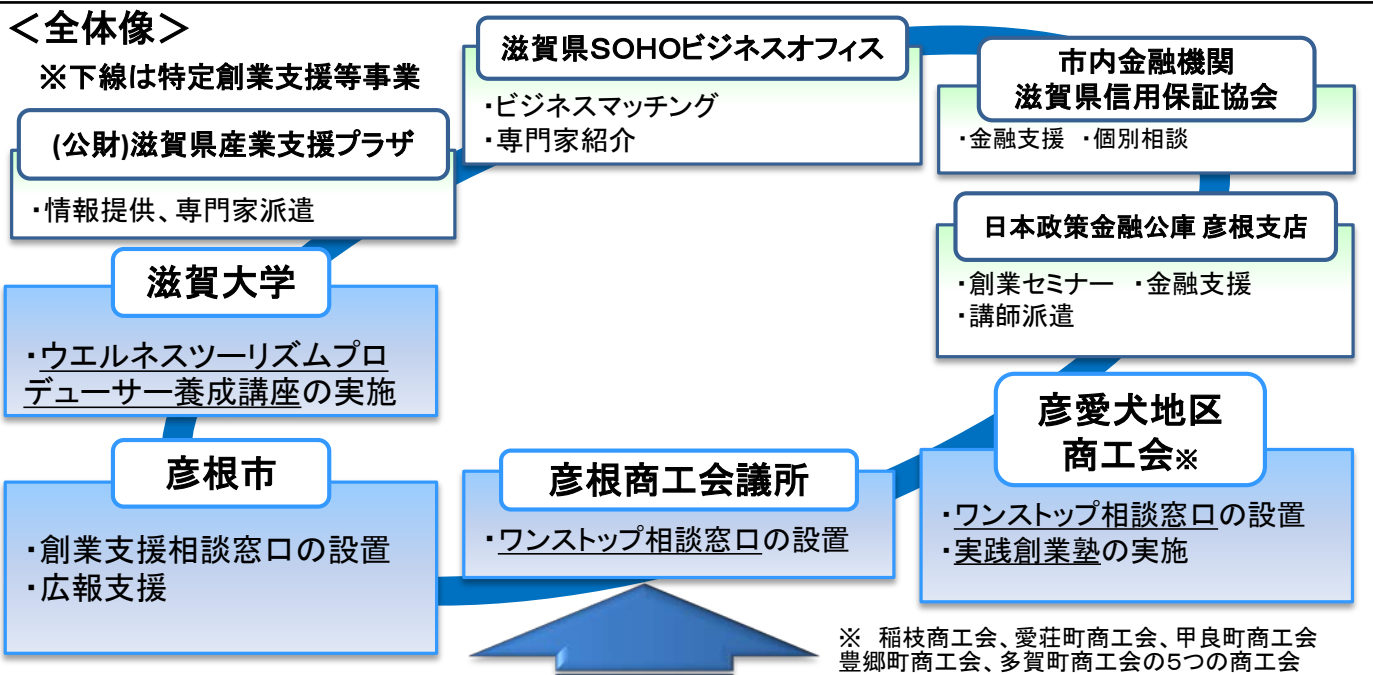 ＜全体像＞
※下線は特定創業支援等事業
滋賀県ＳＯＨＯビジネスオフィス
・ビジネスマッチング
・専門家紹介
市内金融機関
滋賀県信用保証協会
・金融支援　・個別相談
(公財)滋賀県産業支援プラザ
・情報提供、専門家派遣
日本政策金融公庫 彦根支店
・創業セミナー　・金融支援
・講師派遣
滋賀大学
・ウエルネスツーリズムプロ
デューサー養成講座の実施
彦愛犬地区
商工会※
・ワンストップ相談窓口の設置
・実践創業塾の実施
彦根商工会議所
・ワンストップ相談窓口の設置
彦根市
・創業支援相談窓口の設置
・広報支援
※　稲枝商工会、愛荘町商工会、甲良町商工会
豊郷町商工会、多賀町商工会の５つの商工会